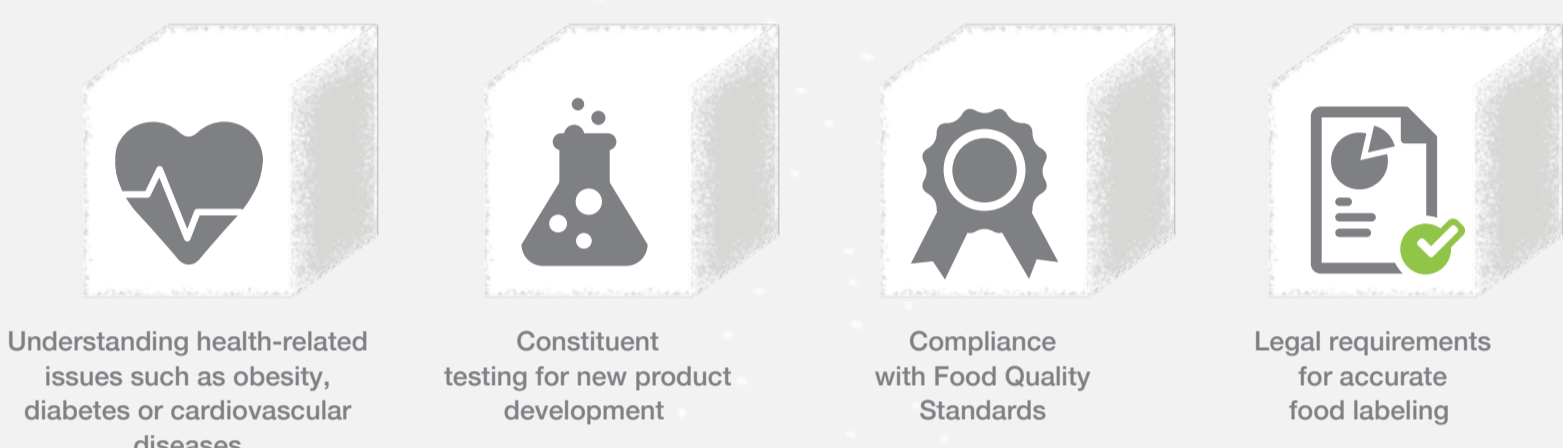 Understanding health-related
issues such as obesity,
diabetes or cardiovascular
diseases
Constituent
testing for new product
development
Compliance
with Food Quality
Standards
Legal requirements
for accurate
food labeling